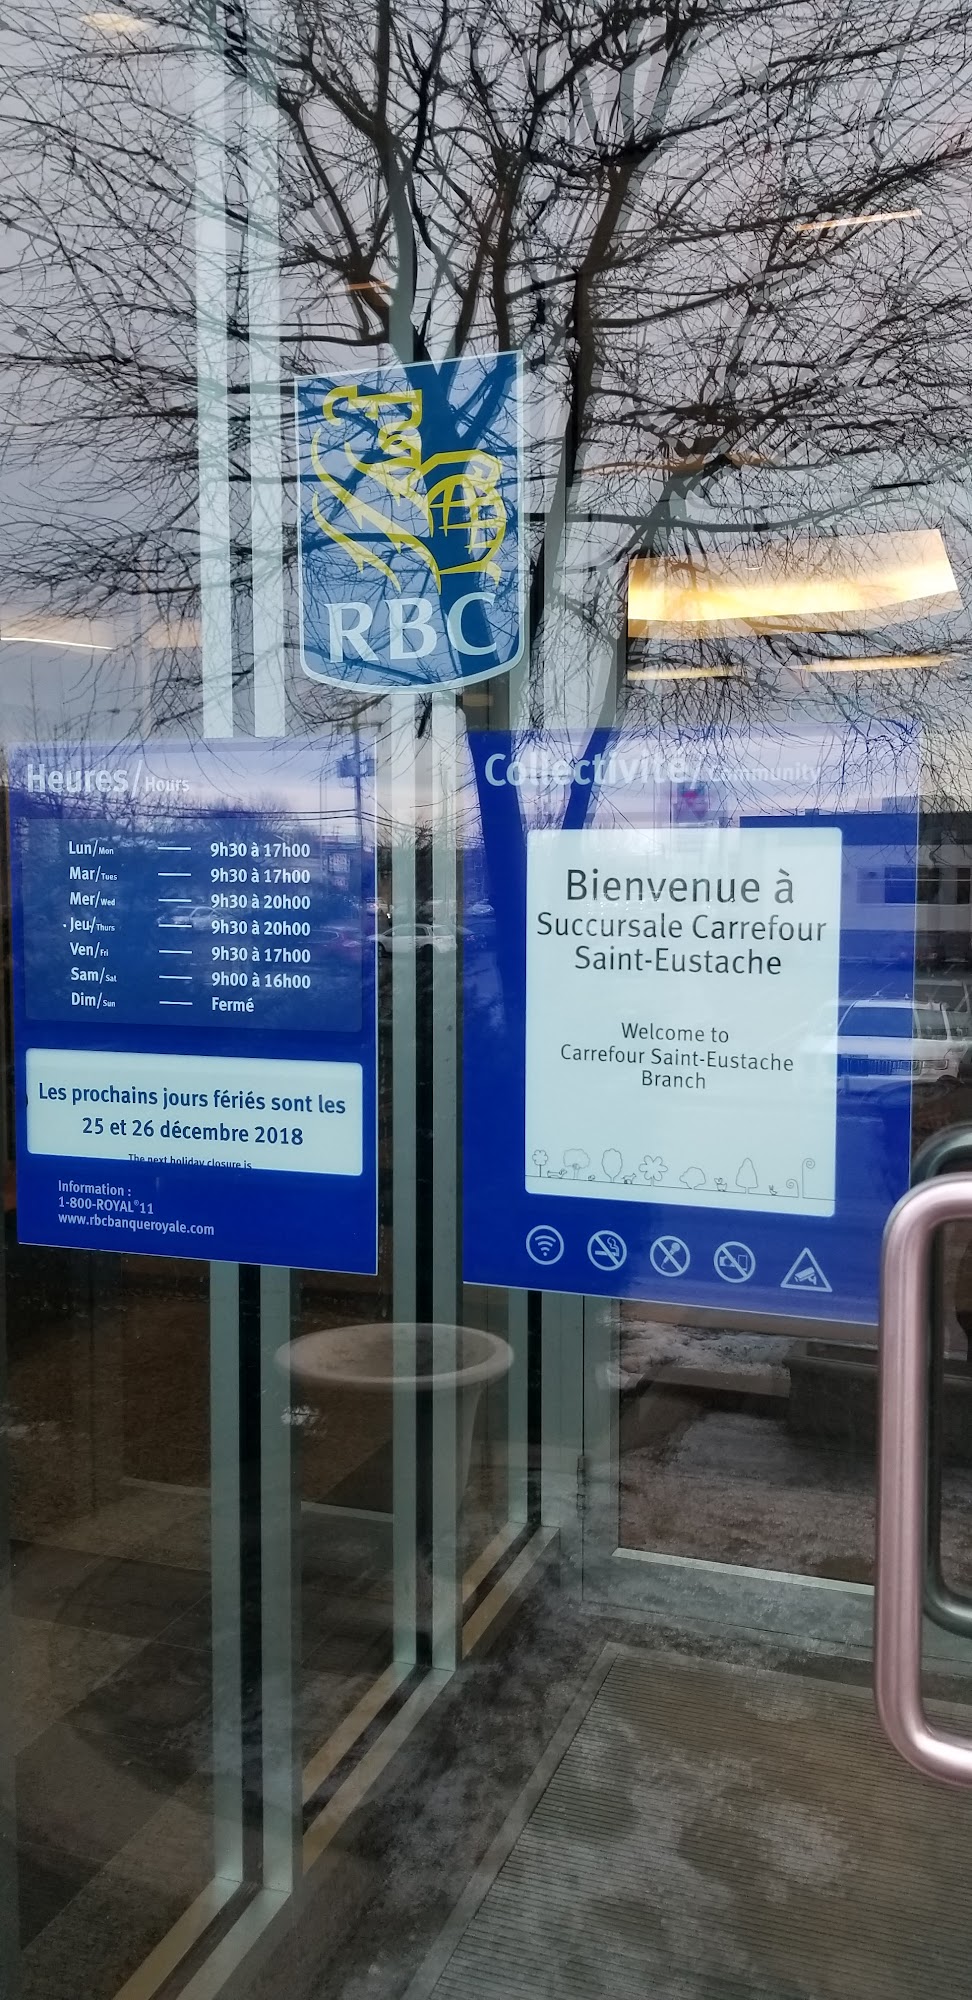 RBC
Heures/Hours
Lun/Mon — 9h30 à 17h00
Mar/Tues — 9h30 à 17h00
Mer/Wed — 9h30 à 20h00
Jeu/Thurs — 9h30 à 20h00
Ven/Fri — 9h30 à 17h00
Sam/Sat — 9h00 à 16h00
Dim/Sun — Fermé
Les prochains jours fériés sont les
25 et 26 décembre 2018
The next holiday closure is
Information :
1-800-ROYAL®11
www.rbcbanqueroyale.com
Collectivité/Community
Bienvenue à
Succursale Carrefour
Saint-Eustache
Welcome to
Carrefour Saint-Eustache
Branch